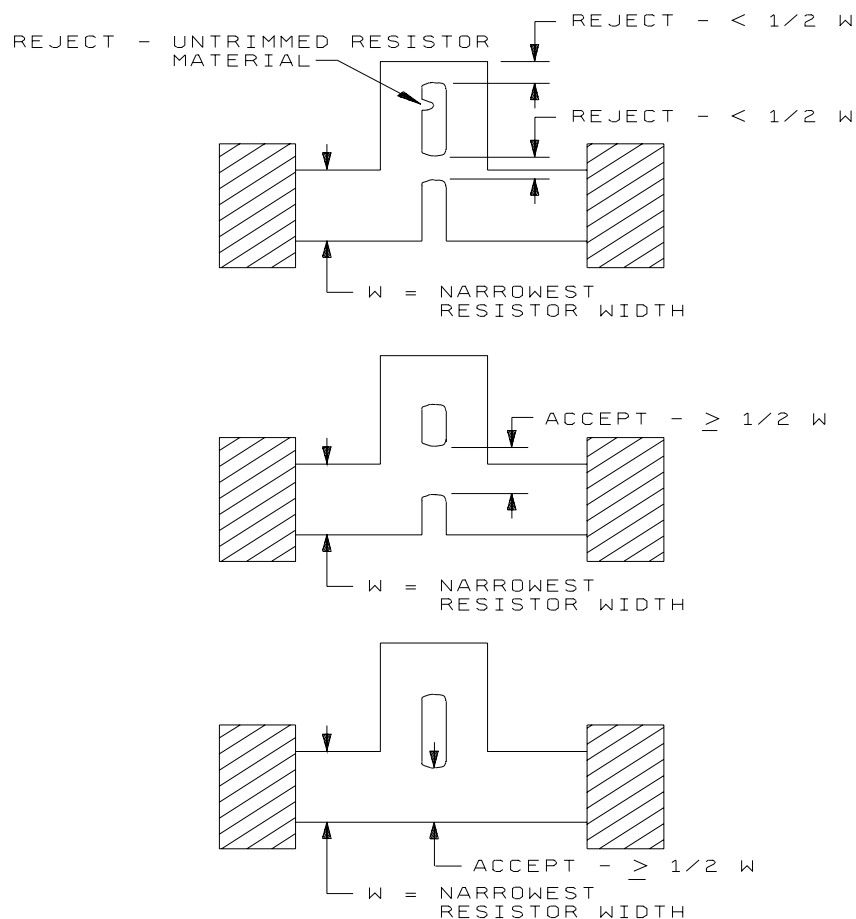 REJECT - < 1/2 W
REJECT - UNTRIMMED RESISTOR
MATERIAL
REJECT - < 1/2 W
W = NARROWEST
RESISTOR WIDTH
ACCEPT - ≥ 1/2 W
W = NARROWEST
RESISTOR WIDTH
ACCEPT - ≥ 1/2 W
W = NARROWEST
RESISTOR WIDTH